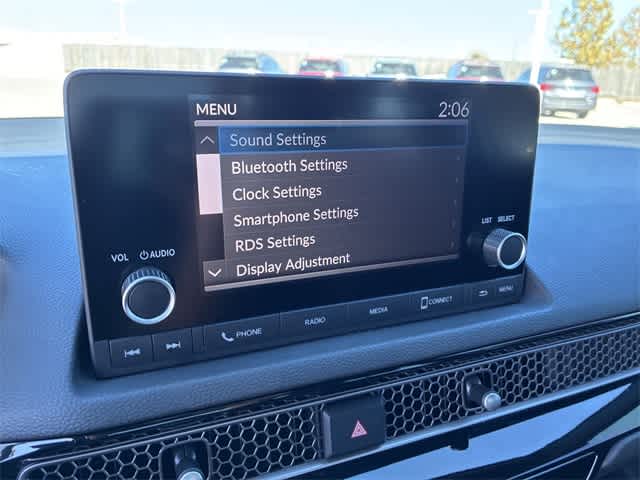 MENU 2:06
Sound Settings
Bluetooth Settings
Clock Settings
Smartphone Settings
RDS Settings
Display Adjustment
VOL AUDIO
LIST SELECT
PHONE RADIO MEDIA CONNECT MENU